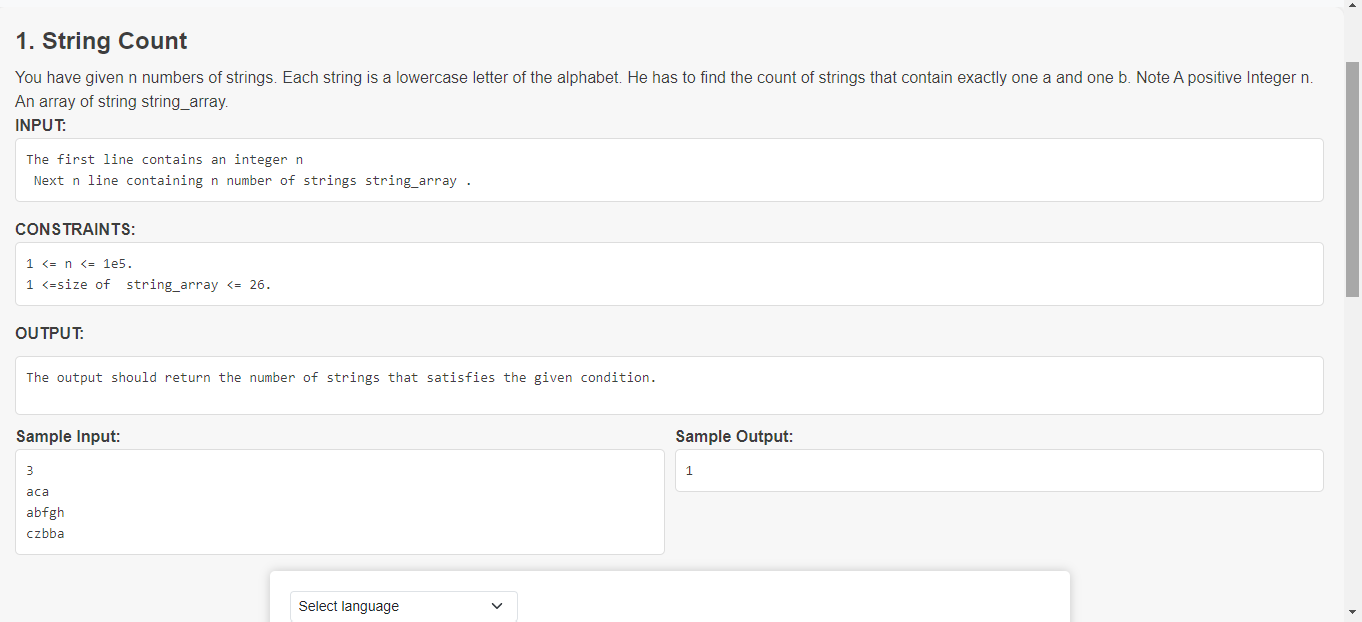 1. String Count
You have given n numbers of strings. Each string is a lowercase letter of the alphabet. He has to find the count of strings that contain exactly one a and one b. Note A positive Integer n.
An array of string string_array.
INPUT:
The first line contains an integer n
Next n line containing n number of strings string_array .
CONSTRAINTS:
1 <= n <= 1e5.
1 <=size of  string_array <= 26.
OUTPUT:
The output should return the number of strings that satisfies the given condition.
Sample Input:
3
aca
abfgh
czbba
Sample Output:
1
Select language